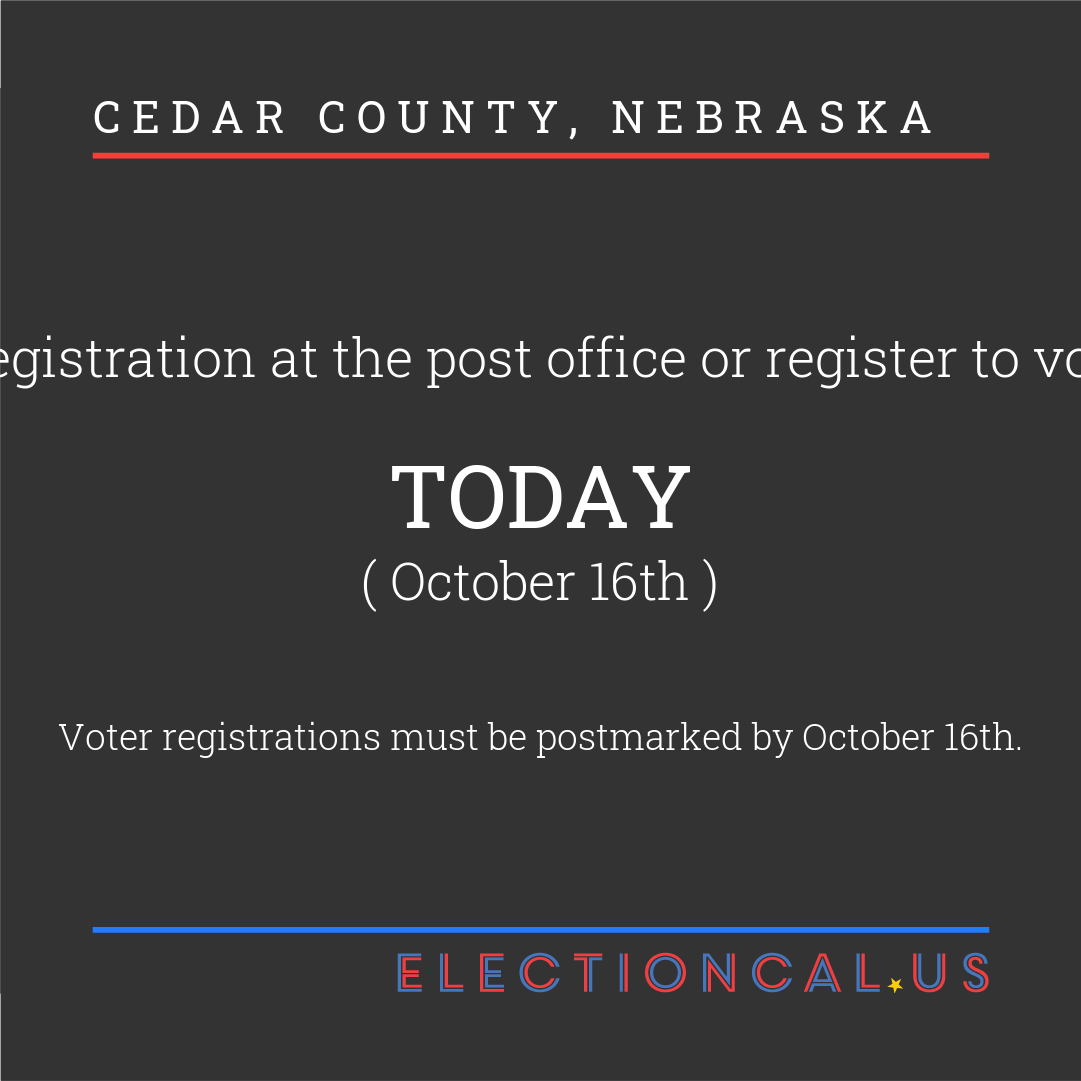 CEDAR COUNTY, NEBRASKA
egistration at the post office or register to vo
TODAY
( October 16th )
Voter registrations must be postmarked by October 16th.
ELECTIONCAL.US